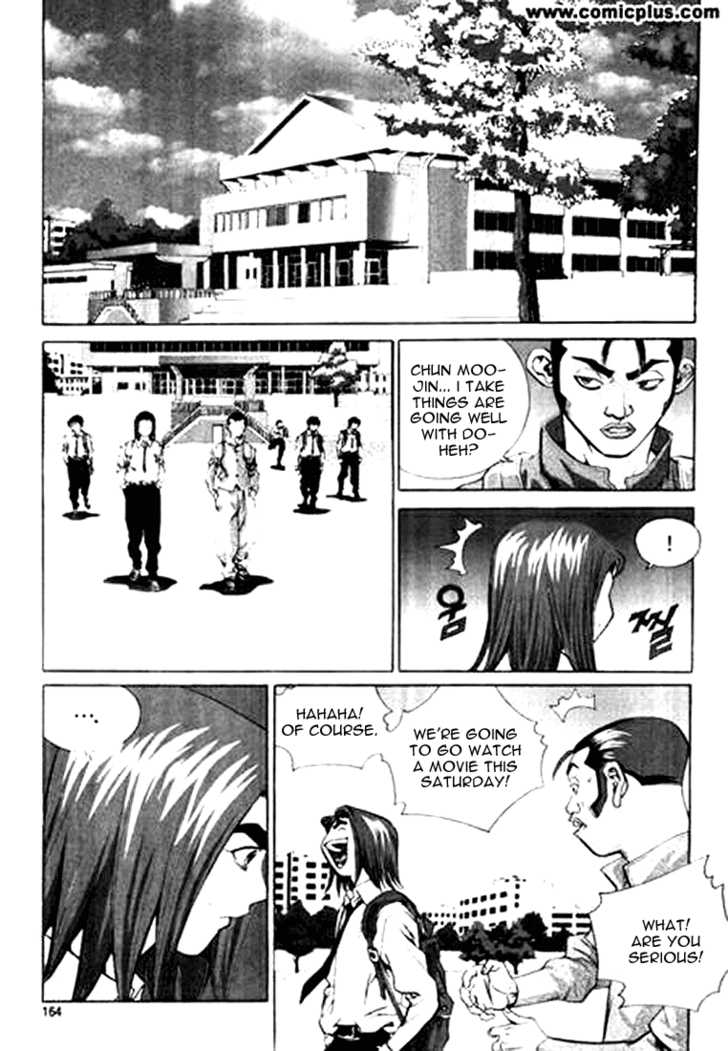 www.comicplus.com
CHUN MOO-
JIN... I TAKE
THINGS ARE
GOING WELL
WITH DO-
HEH?
!
움
찔
...
HAHAHA!
OF COURSE.
WE'RE GOING
TO GO WATCH
A MOVIE THIS
SATURDAY!
WHAT!
ARE YOU
SERIOUS!
164